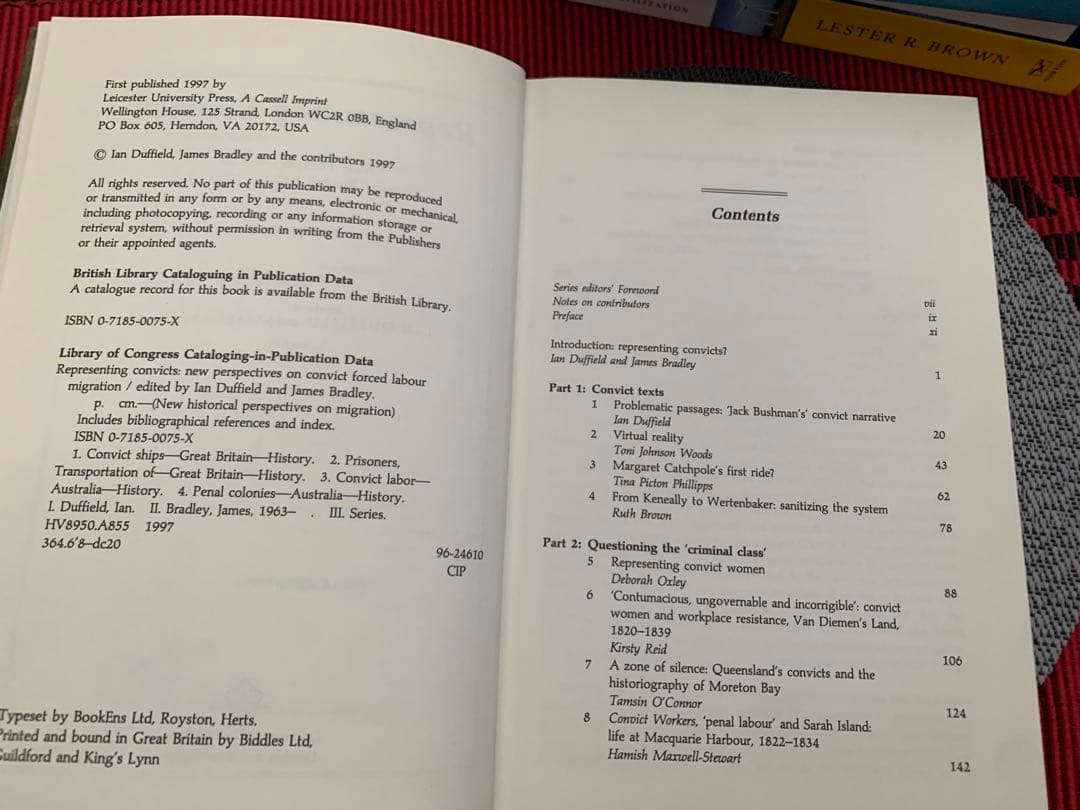 LIZATION
LESTER R. BROWN
First published 1997 by
Leicester University Press, A Cassell Imprint
Wellington House, 125 Strand, London WC2R 0BB, England
PO Box 605, Herndon, VA 20172, USA
© Ian Duffield, James Bradley and the contributors 1997
All rights reserved. No part of this publication may be reproduced
or transmitted in any form or by any means, electronic or mechanical,
including photocopying, recording or any information storage or
retrieval system, without permission in writing from the Publishers
or their appointed agents.
British Library Cataloguing in Publication Data
A catalogue record for this book is available from the British Library.
ISBN 0-7185-0075-X
Library of Congress Cataloging-in-Publication Data
Representing convicts: new perspectives on convict forced labour
migration / edited by Ian Duffield and James Bradley.
p. cm.—(New historical perspectives on migration)
Includes bibliographical references and index.
ISBN 0-7185-0075-X
1. Convict ships—Great Britain—History. 2. Prisoners,
Transportation of—Great Britain—History. 3. Convict labor—
Australia—History. 4. Penal colonies—Australia—History.
I. Duffield, Ian. II. Bradley, James, 1963– . III. Series.
HV8950.A855 1997
364.6'8–dc20
96-24610
CIP
Typeset by BookEns Ltd, Royston, Herts.
Printed and bound in Great Britain by Biddles Ltd,
Guildford and King's Lynn
Contents
Series editors' Foreword vii
Notes on contributors ix
Preface xi
Introduction: representing convicts?
Ian Duffield and James Bradley 1
Part 1: Convict texts
1 Problematic passages: 'Jack Bushman's' convict narrative
Ian Duffield 20
2 Virtual reality
Toni Johnson Woods 43
3 Margaret Catchpole's first ride?
Tina Picton Phillipps 62
4 From Keneally to Wertenbaker: sanitizing the system
Ruth Brown 78
Part 2: Questioning the 'criminal class'
5 Representing convict women
Deborah Oxley 88
6 'Contumacious, ungovernable and incorrigible': convict
women and workplace resistance, Van Diemen's Land,
1820–1839
Kirsty Reid 106
7 A zone of silence: Queensland's convicts and the
historiography of Moreton Bay
Tamsin O'Connor 124
8 Convict Workers, 'penal labour' and Sarah Island:
life at Macquarie Harbour, 1822–1834
Hamish Maxwell-Stewart 142